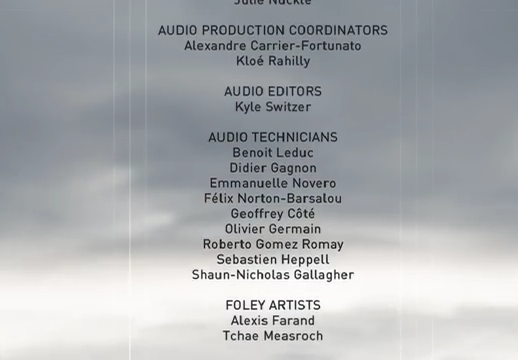 Julie Nuckle
AUDIO PRODUCTION COORDINATORS
Alexandre Carrier-Fortunato
Kloé Rahilly
AUDIO EDITORS
Kyle Switzer
AUDIO TECHNICIANS
Benoit Leduc
Didier Gagnon
Emmanuelle Novero
Félix Norton-Barsalou
Geoffrey Côté
Olivier Germain
Roberto Gomez Romay
Sebastien Heppell
Shaun-Nicholas Gallagher
FOLEY ARTISTS
Alexis Farand
Tchae Measroch